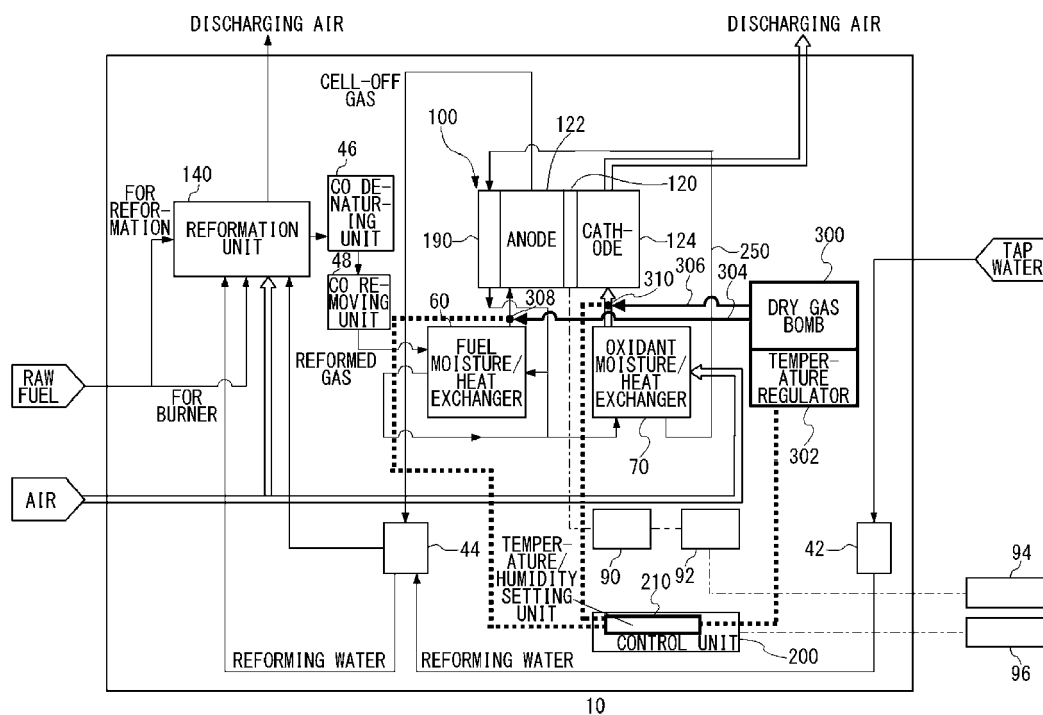 DISCHARGING AIR
DISCHARGING AIR
CELL-OFF
GAS
100
122
46
120
140
CO DE-
NATUR-
ING
UNIT
FOR
REFOR-
MATION
REFORMATION
UNIT
190
ANODE
CATH-
ODE
124
250
300
TAP
WATER
48
CO RE-
MOVING
UNIT
60
308
310
306
304
DRY GAS
BOMB
REFORMED
GAS
FUEL
MOISTURE/
HEAT
EXCHANGER
OXIDANT
MOISTURE/
HEAT
EXCHANGER
TEMPER-
ATURE
REGULATOR
RAW
FUEL
FOR
BURNER
70
302
AIR
44
TEMPER-
ATURE/
HUMIDITY
SETTING
UNIT
90
92
42
94
210
CONTROL UNIT
200
96
REFORMING WATER
REFORMING WATER
10